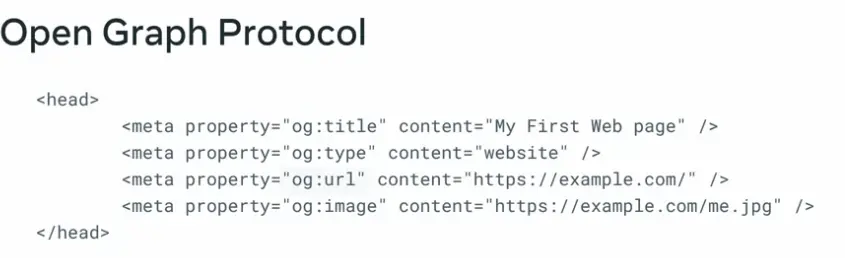 Open Graph Protocol
<head>
<meta property="og:title" content="My First Web page" />
<meta property="og:type" content="website" />
<meta property="og:url" content="https://example.com/" />
<meta property="og:image" content="https://example.com/me.jpg" />
</head>